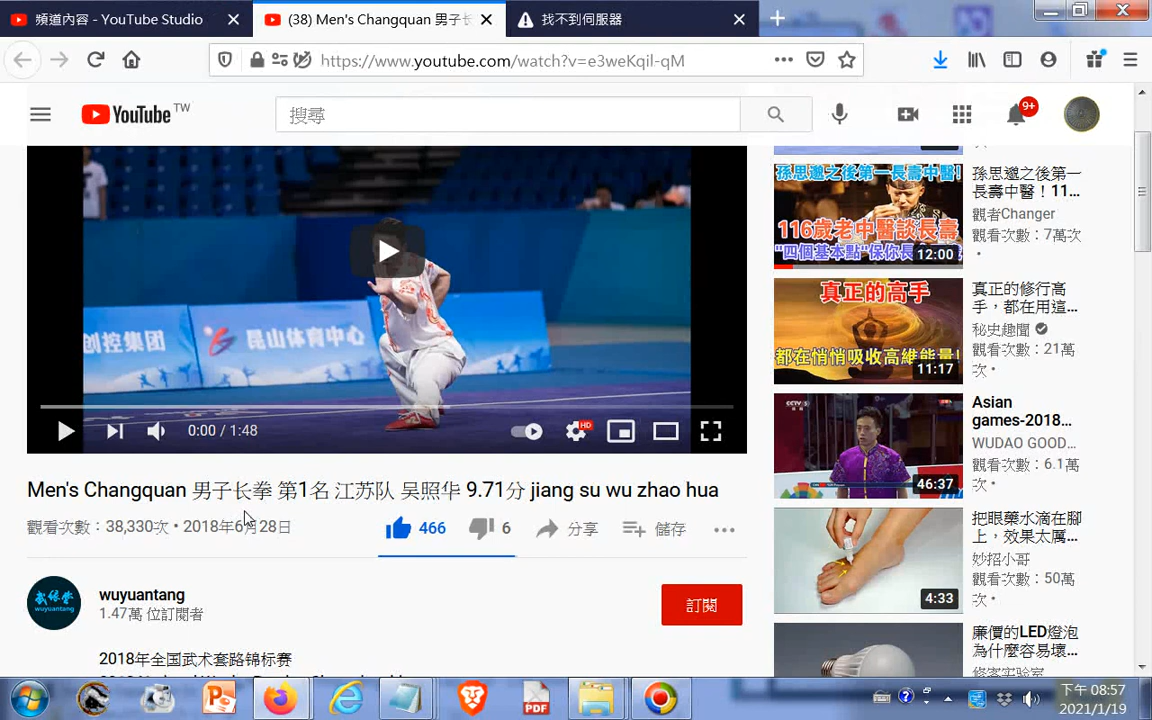 頻道內容 - YouTube Studio
(38) Men's Changquan 男子长
找不到伺服器
https://www.youtube.com/watch?v=e3weKqil-qM
YouTube TW
搜尋
9+
创控集团
昆山体育中心
0:00 / 1:48
HD
Men's Changquan 男子长拳 第1名 江苏队 吴照华 9.71分 jiang su wu zhao hua
觀看次數：38,330次 • 2018年6月28日
466
6
分享
儲存
wuyuantang
wuyuantang
1.47萬 位訂閱者
訂閱
2018年全国武术套路锦标赛
孫思邈之後第一長壽中醫!
116歲老中醫談長壽
"四個基本點"保你長
12:00
孫思邈之後第一
長壽中醫！11...
觀者Changer
觀看次數：7萬次
•
真正的高手
都在悄悄吸收高維能量!
11:17
真正的修行高
手，都在用這...
秘史趣聞
觀看次數：21萬
次 •
CCTV 5
46:37
Asian
games-2018...
WUDAO GOOD...
觀看次數：6.1萬
次 •
4:33
把眼藥水滴在腳
上，效果太厲...
妙招小哥
觀看次數：50萬
次 •
廉價的LED燈泡
為什麼容易壞...
PDF
下午 08:57
2021/1/19